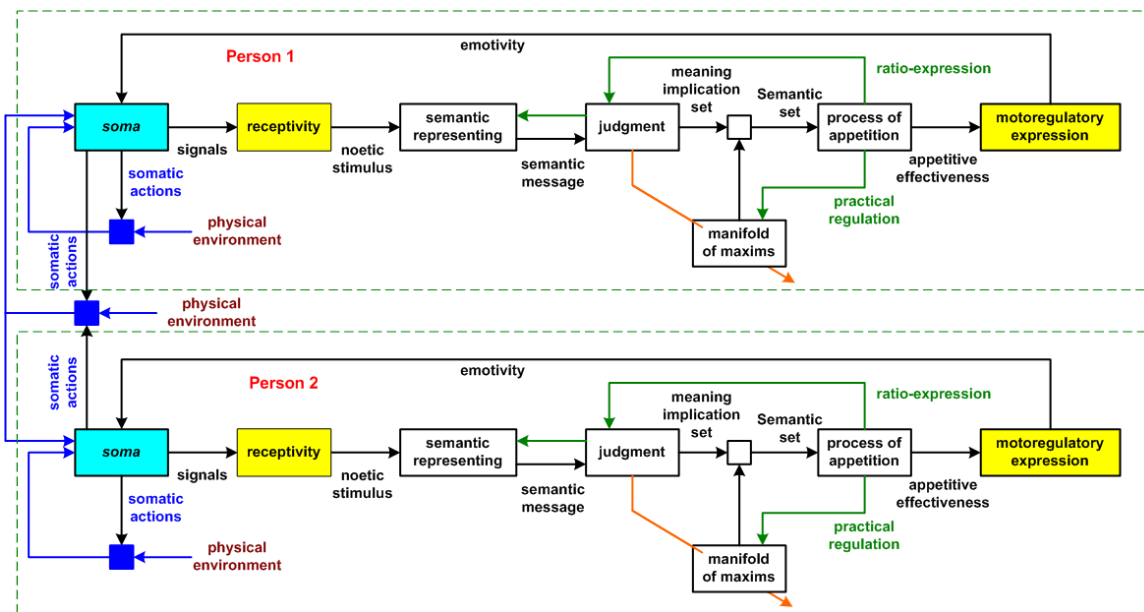 emotivity
Person 1
ratio-expression
meaning
implication
set
Semantic
set
soma
receptivity
semantic
representing
judgment
process of
appetition
motoregulatory
expression
signals
noetic
stimulus
semantic
message
appetitive
effectiveness
somatic
actions
practical
regulation
physical
environment
manifold
of maxims
somatic
actions
physical
environment
somatic
actions
emotivity
Person 2
ratio-expression
meaning
implication
set
Semantic
set
soma
receptivity
semantic
representing
judgment
process of
appetition
motoregulatory
expression
signals
noetic
stimulus
semantic
message
appetitive
effectiveness
somatic
actions
practical
regulation
physical
environment
manifold
of maxims